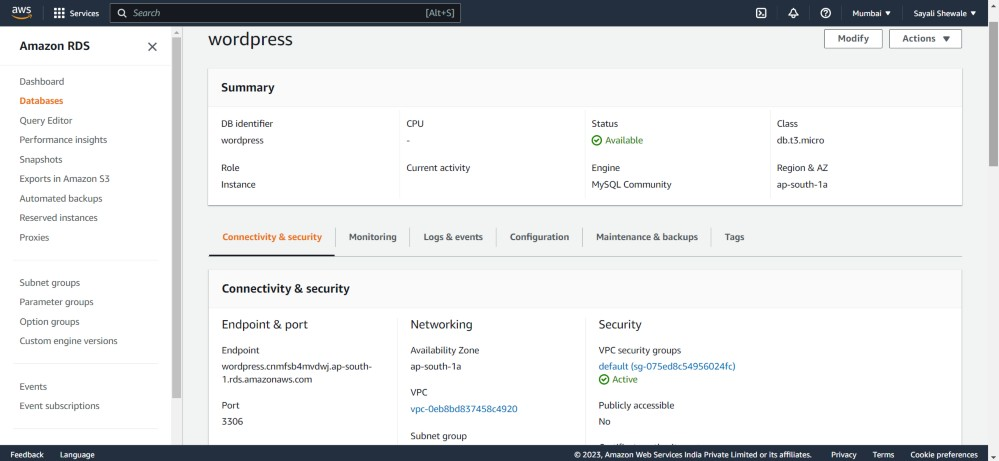 aws
Services
Search
[Alt+S]
Mumbai
Sayali Shewale
Amazon RDS
Dashboard
Databases
Query Editor
Performance insights
Snapshots
Exports in Amazon S3
Automated backups
Reserved instances
Proxies
Subnet groups
Parameter groups
Option groups
Custom engine versions
Events
Event subscriptions
wordpress
Modify
Actions
Summary
DB identifier
wordpress
CPU
-
Status
Available
Class
db.t3.micro
Role
Instance
Current activity
Engine
MySQL Community
Region & AZ
ap-south-1a
Connectivity & security
Monitoring
Logs & events
Configuration
Maintenance & backups
Tags
Connectivity & security
Endpoint & port
Endpoint
wordpress.cnmfsb4mvdwj.ap-south-
1.rds.amazonaws.com
Port
3306
Networking
Availability Zone
ap-south-1a
VPC
vpc-0eb8bd837458c4920
Subnet group
Security
VPC security groups
default (sg-075ed8c54956024fc)
Active
Publicly accessible
No
Feedback
Language
© 2023, Amazon Web Services India Private Limited or its affiliates.
Privacy
Terms
Cookie preferences